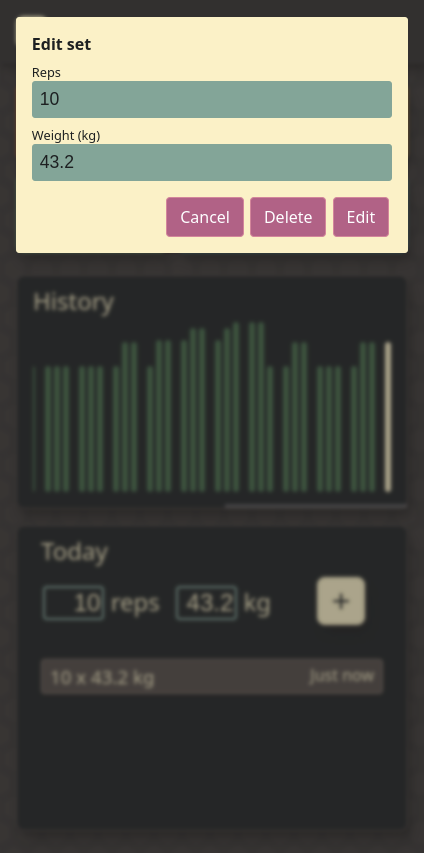 Edit set
Reps
10
Weight (kg)
43.2
Cancel Delete Edit
History
Today
10 reps 43.2 kg +
10 x 43.2 kg Just now